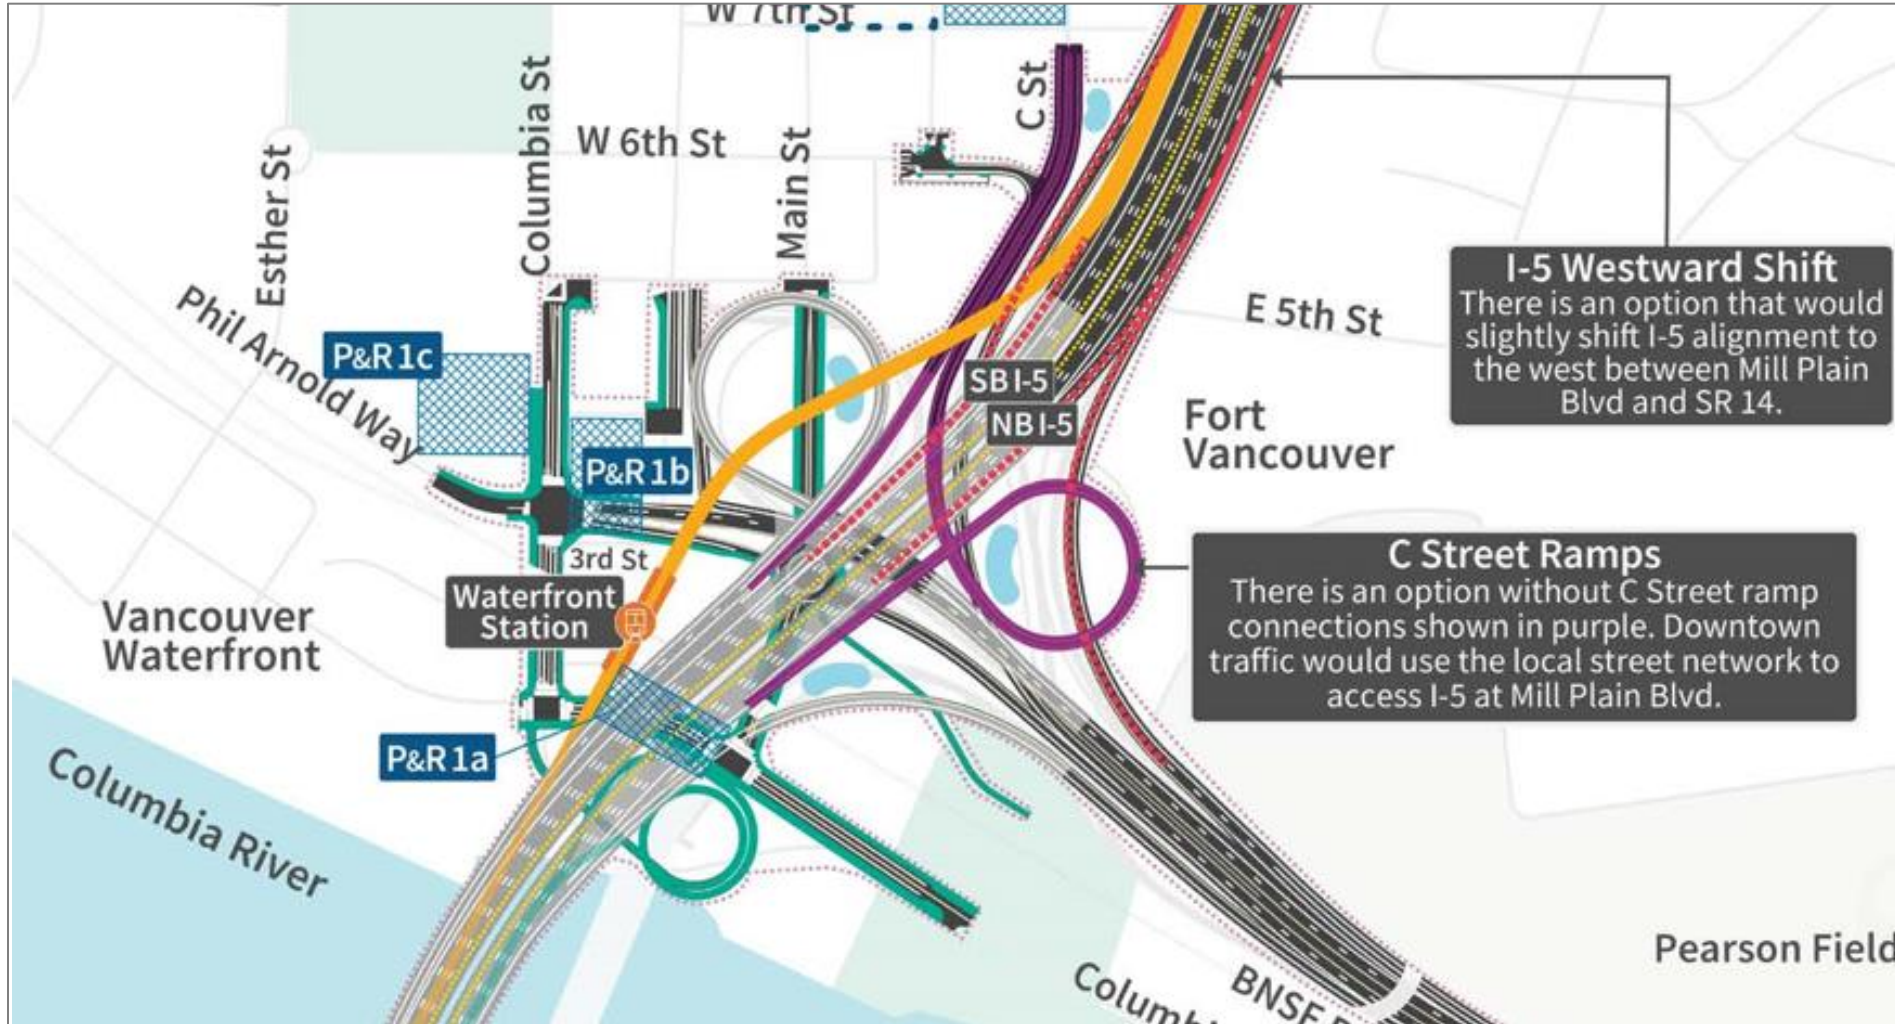 W 7th St
Columbia St
C St
W 6th St
Main St
Esther St
Phil Arnold Way
P&R 1c
E 5th St
I-5 Westward Shift
There is an option that would
slightly shift I-5 alignment to
the west between Mill Plain
Blvd and SR 14.
SB I-5
NB I-5
Fort
Vancouver
P&R 1b
3rd St
Waterfront
Station
C Street Ramps
There is an option without C Street ramp
connections shown in purple. Downtown
traffic would use the local street network to
access I-5 at Mill Plain Blvd.
Vancouver
Waterfront
P&R 1a
Columbia River
Pearson Field
BNSF